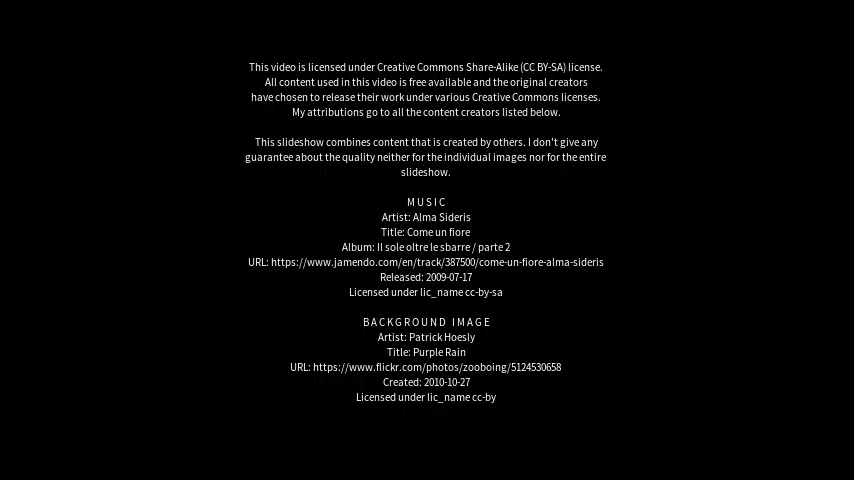 This video is licensed under Creative Commons Share-Alike (CC BY-SA) license.
All content used in this video is free available and the original creators
have chosen to release their work under various Creative Commons licenses.
My attributions go to all the content creators listed below.
This slideshow combines content that is created by others. I don't give any
guarantee about the quality neither for the individual images nor for the entire
slideshow.
MUSIC
Artist: Alma Sideris
Title: Come un fiore
Album: Il sole oltre le sbarre / parte 2
URL: https://www.jamendo.com/en/track/387500/come-un-fiore-alma-sideris
Released: 2009-07-17
Licensed under lic_name cc-by-sa
BACKGROUND IMAGE
Artist: Patrick Hoesly
Title: Purple Rain
URL: https://www.flickr.com/photos/zooboing/5124530658
Created: 2010-10-27
Licensed under lic_name cc-by